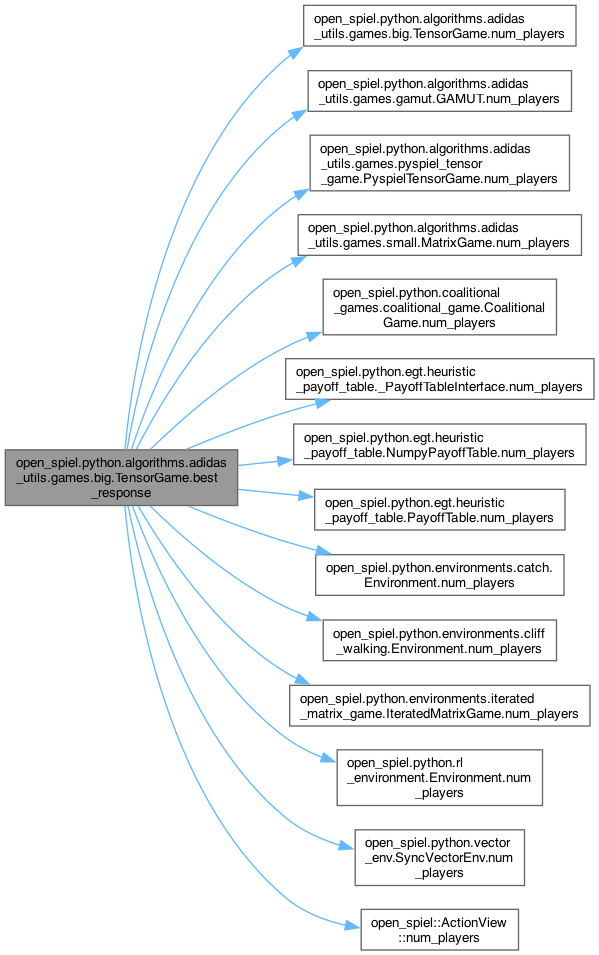 open_spiel.python.algorithms.adidas
_utils.games.big.TensorGame.num_players
open_spiel.python.algorithms.adidas
_utils.games.gamut.GAMUT.num_players
open_spiel.python.algorithms.adidas
_utils.games.pyspiel_tensor
_game.PyspielTensorGame.num_players
open_spiel.python.algorithms.adidas
_utils.games.small.MatrixGame.num_players
open_spiel.python.coalitional
_games.coalitional_game.Coalitional
Game.num_players
open_spiel.python.egt.heuristic
_payoff_table._PayoffTableInterface.num_players
open_spiel.python.egt.heuristic
_payoff_table.NumpyPayoffTable.num_players
open_spiel.python.algorithms.adidas
_utils.games.big.TensorGame.best
_response
open_spiel.python.egt.heuristic
_payoff_table.PayoffTable.num_players
open_spiel.python.environments.catch.
Environment.num_players
open_spiel.python.environments.cliff
_walking.Environment.num_players
open_spiel.python.environments.iterated
_matrix_game.IteratedMatrixGame.num_players
open_spiel.python.rl
_environment.Environment.num
_players
open_spiel.python.vector
_env.SyncVectorEnv.num
_players
open_spiel::ActionView
::num_players